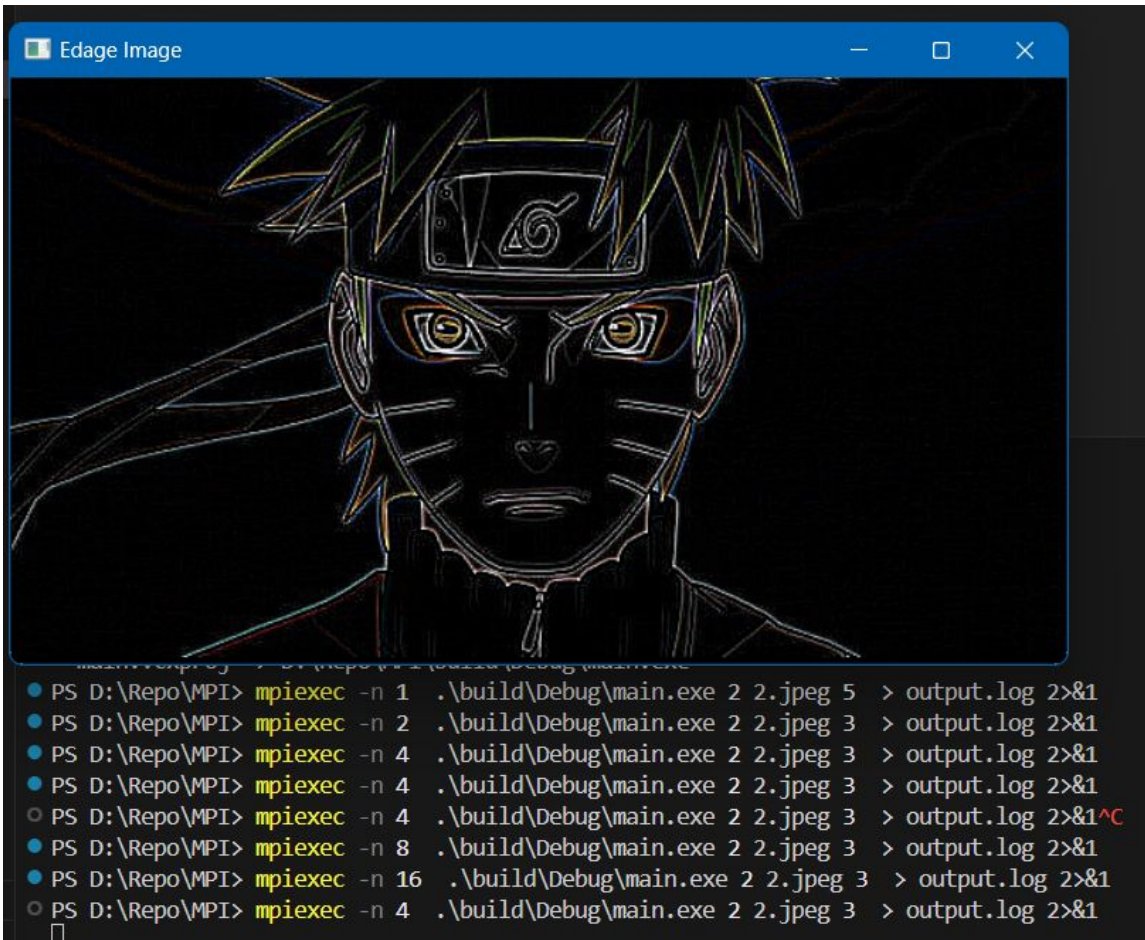 Edage Image
PS D:\Repo\MPI> mpiexec -n 1  .\build\Debug\main.exe 2 2.jpeg 5  > output.log 2>&1
PS D:\Repo\MPI> mpiexec -n 2  .\build\Debug\main.exe 2 2.jpeg 3  > output.log 2>&1
PS D:\Repo\MPI> mpiexec -n 4  .\build\Debug\main.exe 2 2.jpeg 3  > output.log 2>&1
PS D:\Repo\MPI> mpiexec -n 4  .\build\Debug\main.exe 2 2.jpeg 3  > output.log 2>&1
PS D:\Repo\MPI> mpiexec -n 4  .\build\Debug\main.exe 2 2.jpeg 3  > output.log 2>&1^C
PS D:\Repo\MPI> mpiexec -n 8  .\build\Debug\main.exe 2 2.jpeg 3  > output.log 2>&1
PS D:\Repo\MPI> mpiexec -n 16  .\build\Debug\main.exe 2 2.jpeg 3  > output.log 2>&1
PS D:\Repo\MPI> mpiexec -n 4  .\build\Debug\main.exe 2 2.jpeg 3  > output.log 2>&1